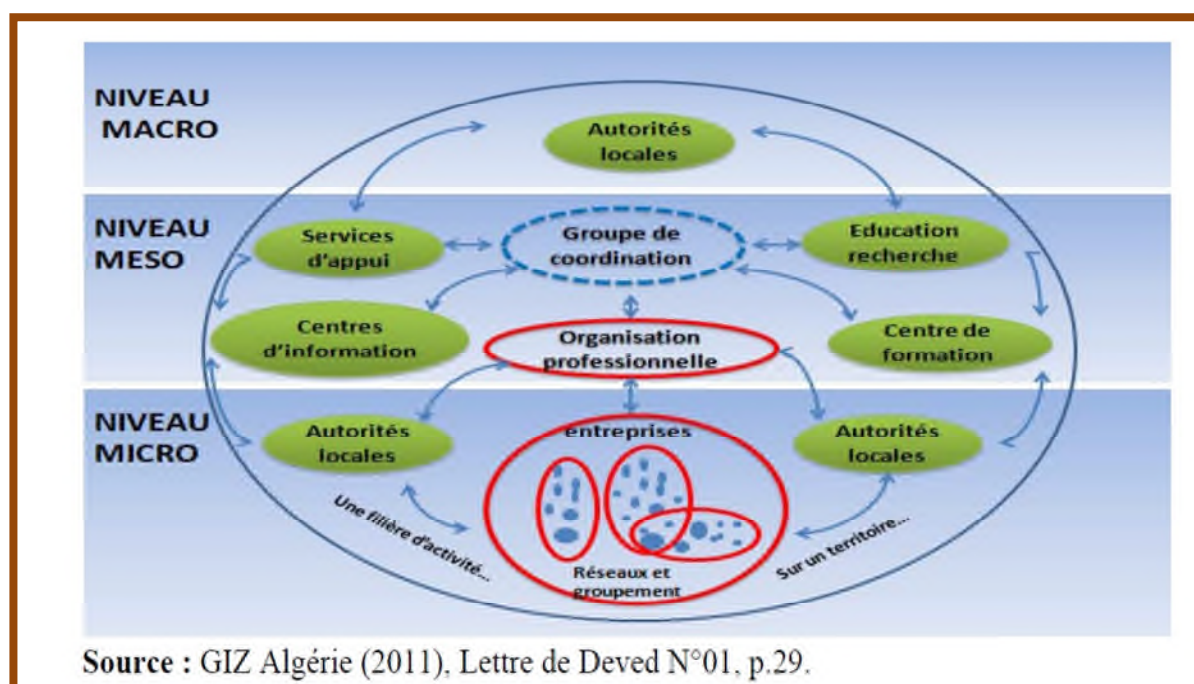 NIVEAU
MACRO
Autorités
locales
NIVEAU
MESO
Services
d'appui
Groupe de
coordination
Education
recherche
Centres
d'information
Organisation
professionnelle
Centre de
formation
NIVEAU
MICRO
Autorités
locales
entreprises
Autorités
locales
Une filière d'activité...
Réseaux et
groupement
Sur un territoire...
Source : GIZ Algérie (2011), Lettre de Deved N°01, p.29.